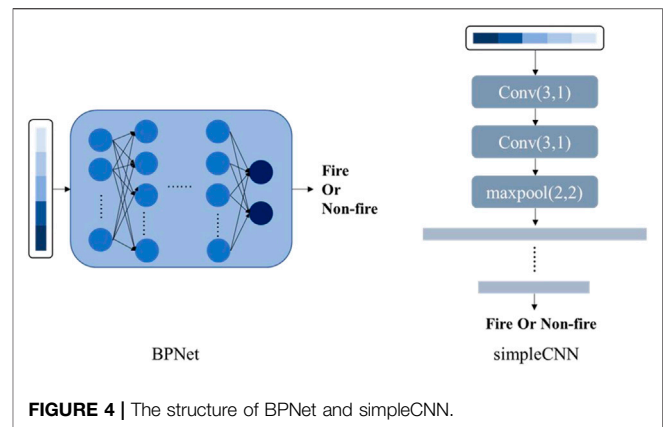 Fire
Or
Non-fire
BPNet
Conv(3,1)
Conv(3,1)
maxpool(2,2)
Fire Or Non-fire
simpleCNN
FIGURE 4 | The structure of BPNet and simpleCNN.